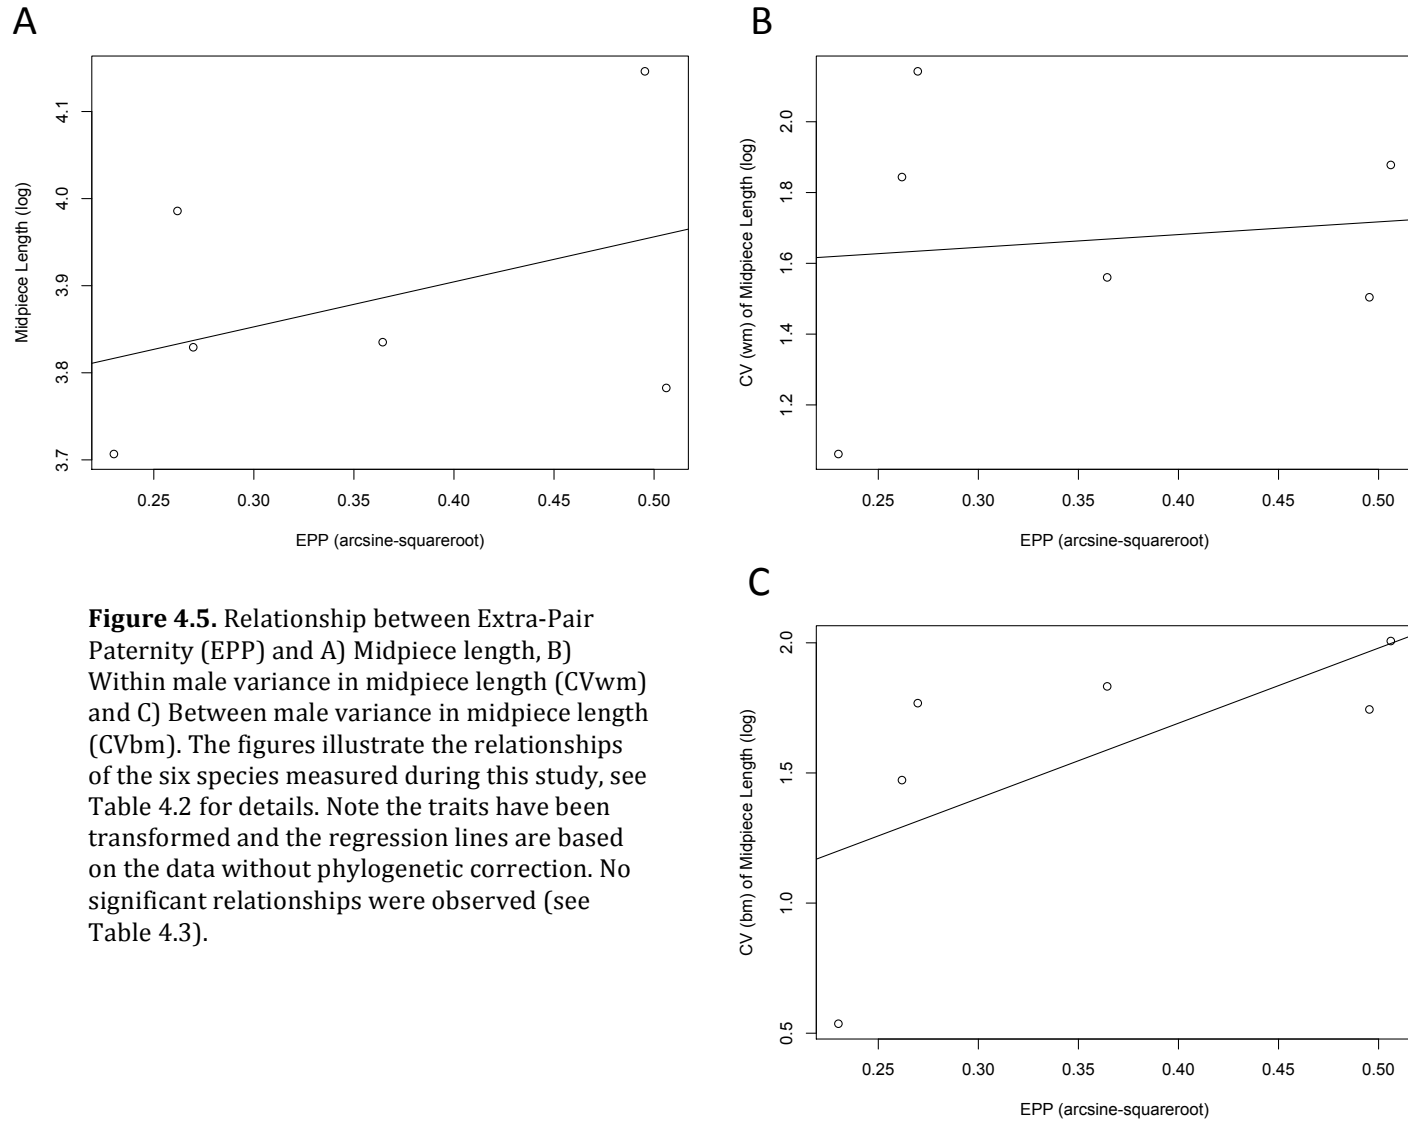 A
4.1
4.0
3.9
3.8
3.7
Midpiece Length (log)
0.25 0.30 0.35 0.40 0.45 0.50
EPP (arcsine-squareroot)
B
2.0
1.8
1.6
1.4
1.2
CV (wm) of Midpiece Length (log)
0.25 0.30 0.35 0.40 0.45 0.50
EPP (arcsine-squareroot)
Figure 4.5. Relationship between Extra-Pair
Paternity (EPP) and A) Midpiece length, B)
Within male variance in midpiece length (CVwm)
and C) Between male variance in midpiece length
(CVbm). The figures illustrate the relationships
of the six species measured during this study, see
Table 4.2 for details. Note the traits have been
transformed and the regression lines are based
on the data without phylogenetic correction. No
significant relationships were observed (see
Table 4.3).
C
2.0
1.5
1.0
0.5
CV (bm) of Midpiece Length (log)
0.25 0.30 0.35 0.40 0.45 0.50
EPP (arcsine-squareroot)